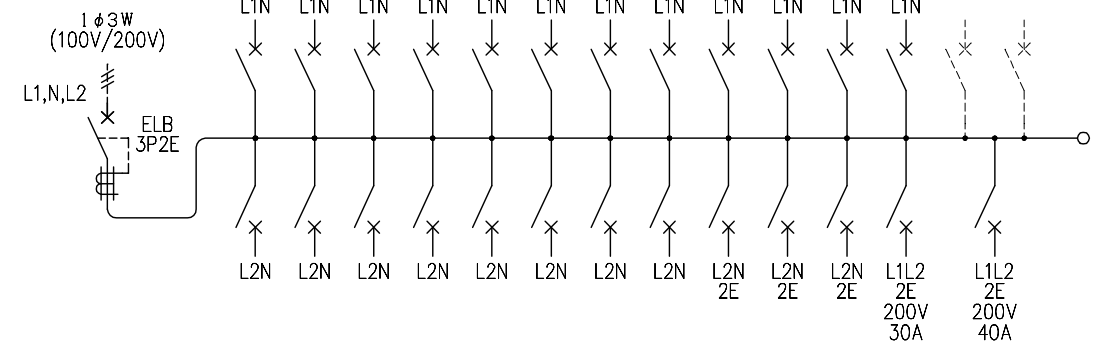 L1N L1N L1N L1N L1N L1N L1N L1N L1N L1N L1N L1N
1φ3W
(100V/200V)
L1,N,L2
ELB
3P2E
L2N L2N L2N L2N L2N L2N L2N L2N L2N L2N L2N L1L2 L1L2
2E 2E 2E 2E 2E
200V 200V
30A 40A